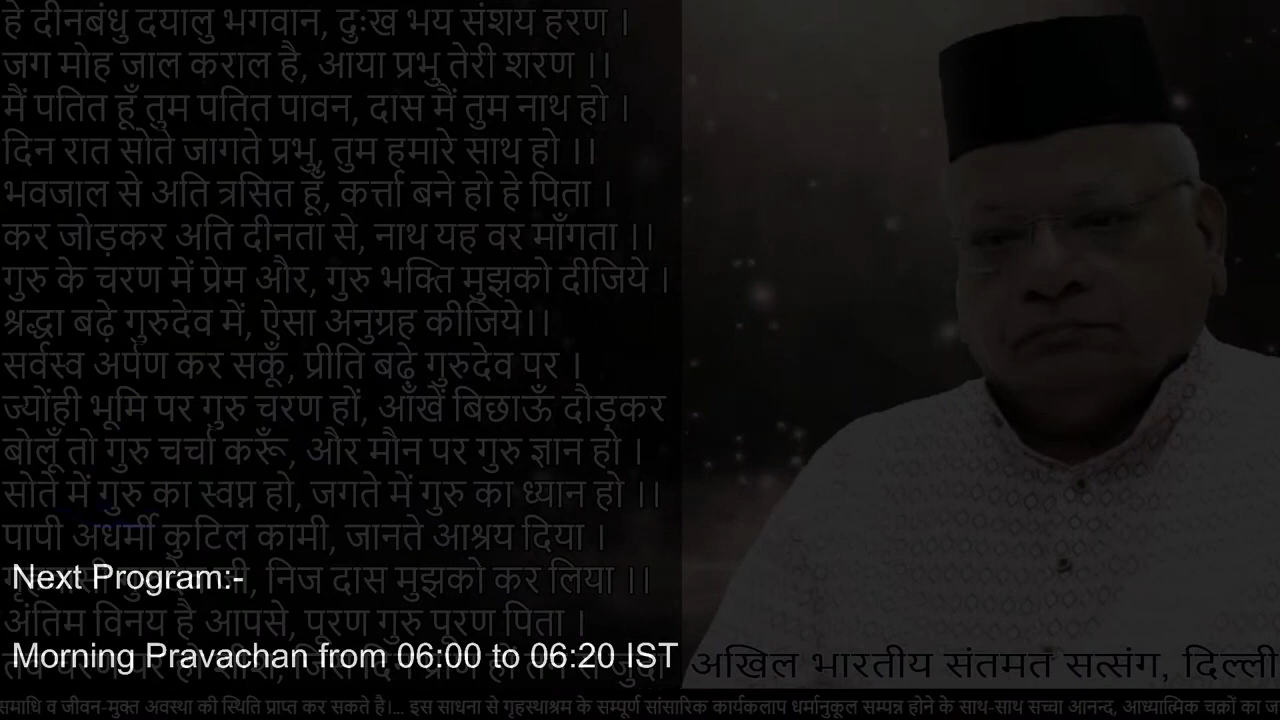 हे दीनबंधु दयालु भगवान, दुःख भय संशय हरण ।
जग मोह जाल कराल है, आया प्रभु तेरी शरण ।।
मैं पतित हूँ तुम पतित पावन, दास मैं तुम नाथ हो ।
दिन रात सोते जागते प्रभु, तुम हमारे साथ हो ।।
भवजाल से अति त्रसित हूँ, कर्त्ता बने हो हे पिता ।
कर जोड़कर अति दीनता से, नाथ यह वर माँगता ।।
गुरु के चरण में प्रेम और, गुरु भक्ति मुझको दीजिये ।
श्रद्धा बढ़े गुरुदेव में, ऐसा अनुग्रह कीजिये।।
सर्वस्व अर्पण कर सकूँ, प्रीति बढ़े गुरुदेव पर ।
ज्योंही भूमि पर गुरु चरण हों, आँखें बिछाऊँ दौड़कर
बोलूँ तो गुरु चर्चा करूँ, और मौन पर गुरु ज्ञान हो ।
सोते में गुरु का स्वप्न हो, जगते में गुरु का ध्यान हो ।।
पापी अधर्मी कुटिल कामी, जानते आश्रय दिया ।
निज दास मुझको कर लिया ।।
Next Program:-
अंतिम विनय है आपसे, पूरण गुरु पूरण पिता ।
Morning Pravachan from 06:00 to 06:20 IST
अखिल भारतीय संतमत सत्संग, दिल्ली
समाधि व जीवन-मुक्त अवस्था की स्थिति प्राप्त कर सकते है।... इस साधना से गृहस्थाश्रम के सम्पूर्ण सांसारिक कार्यकलाप धर्मानुकूल सम्पन्न होने के साथ-साथ सच्चा आनन्द, आध्यात्मिक चक्रों का